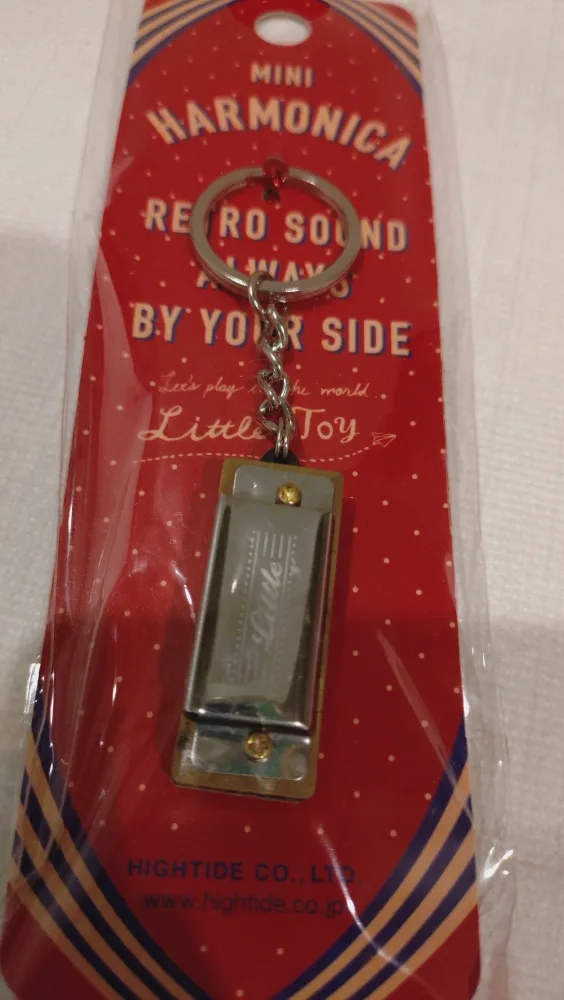 MINI
HARMONICA
RETRO SOUND
ALWAYS
BY YOUR SIDE
Let's play the world
Little Toy
Little
HIGHTIDE CO., LTD.
www.hightide.co.jp